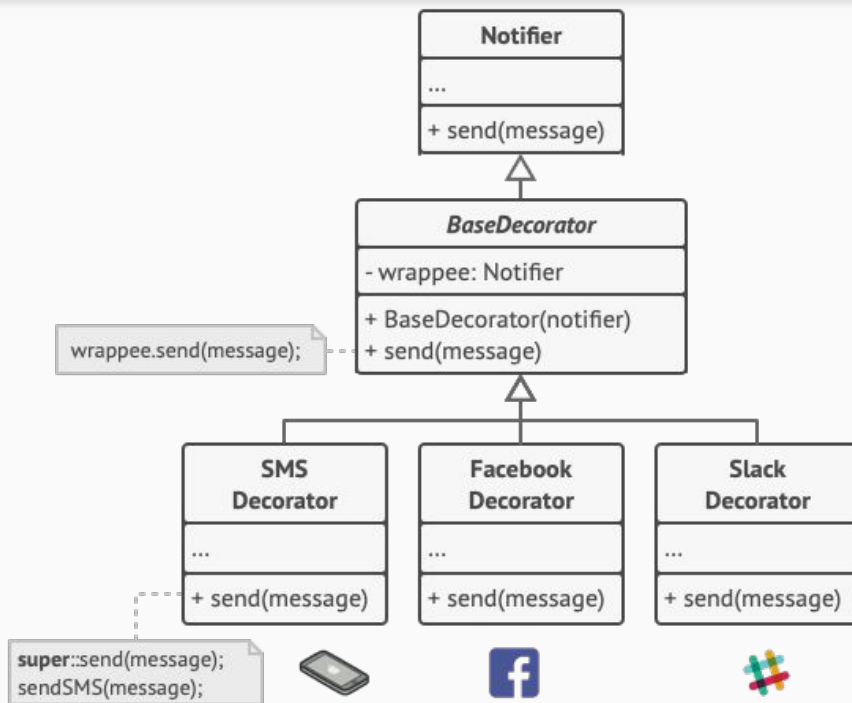 Notifier
...
+ send(message)
BaseDecorator
- wrappee: Notifier
+ BaseDecorator(notifier)
+ send(message)
wrappee.send(message);
SMS
Decorator
...
+ send(message)
Facebook
Decorator
...
+ send(message)
Slack
Decorator
...
+ send(message)
super::send(message);
sendSMS(message);